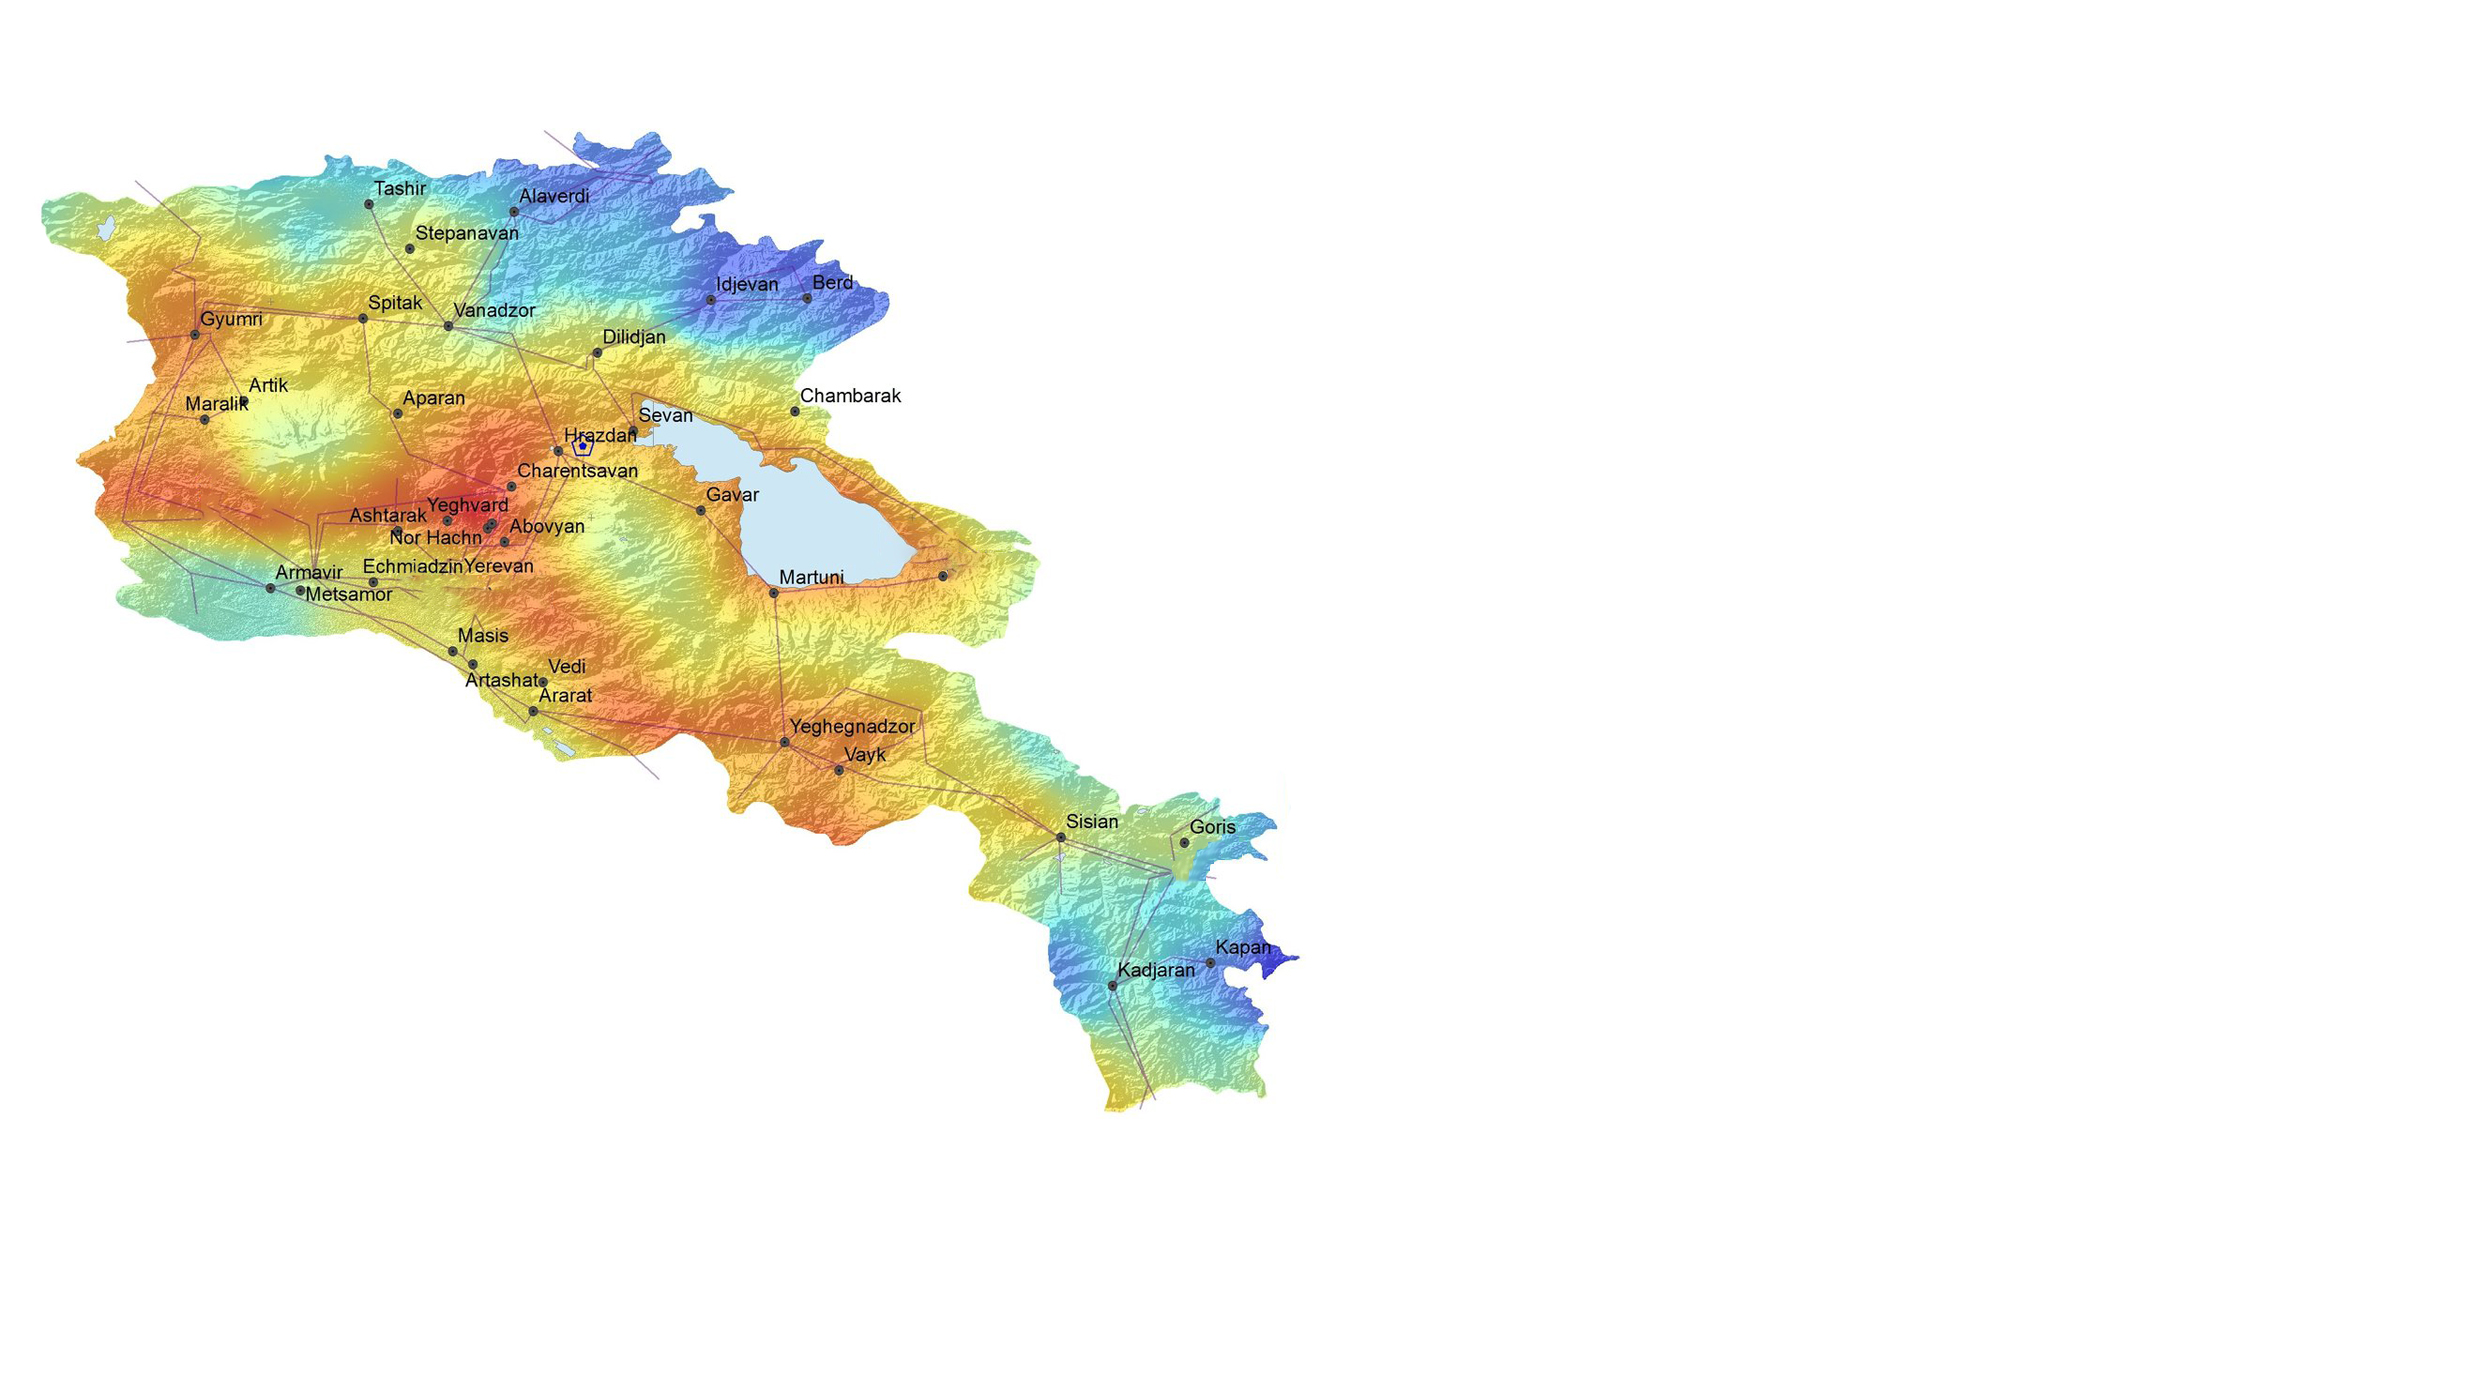 Tashir
Alaverdi
Stepanavan
Idjevan
Berd
Spitak
Vanadzor
Gyumri
Dilidjan
Artik
Maralik
Aparan
Chambarak
Sevan
Hrazdan
Charentsavan
Gavar
Yeghvard
Ashtarak
Abovyan
Nor Hachn
Echmiadzin
Yerevan
Armavir
Metsamor
Martuni
Masis
Vedi
Artashat
Ararat
Yeghegnadzor
Vayk
Sisian
Goris
Kapan
Kadjaran